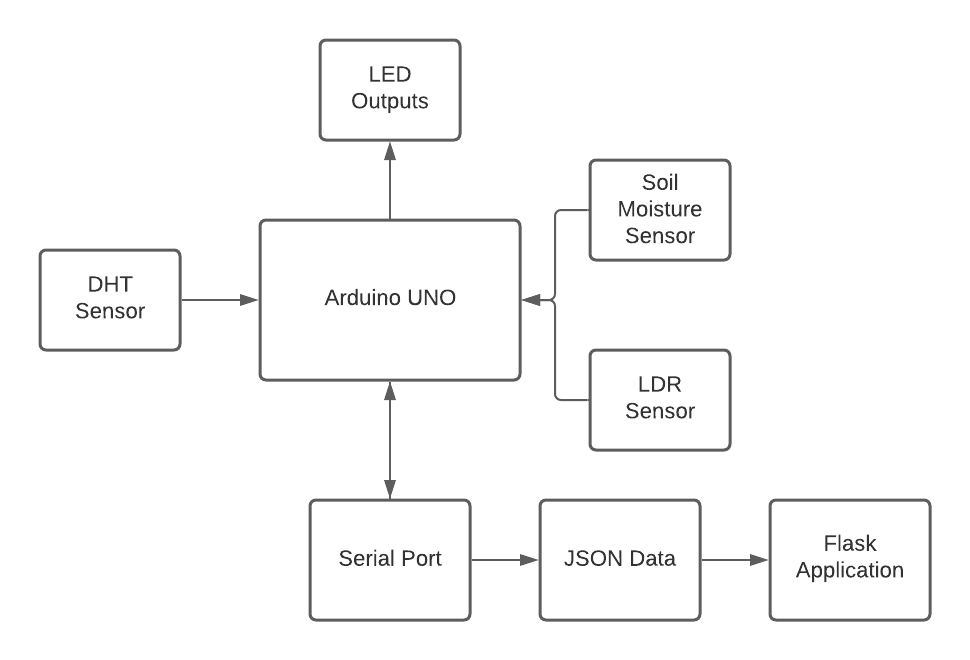 LED
Outputs
Soil
Moisture
Sensor
DHT
Sensor
Arduino UNO
LDR
Sensor
Serial Port
JSON Data
Flask
Application